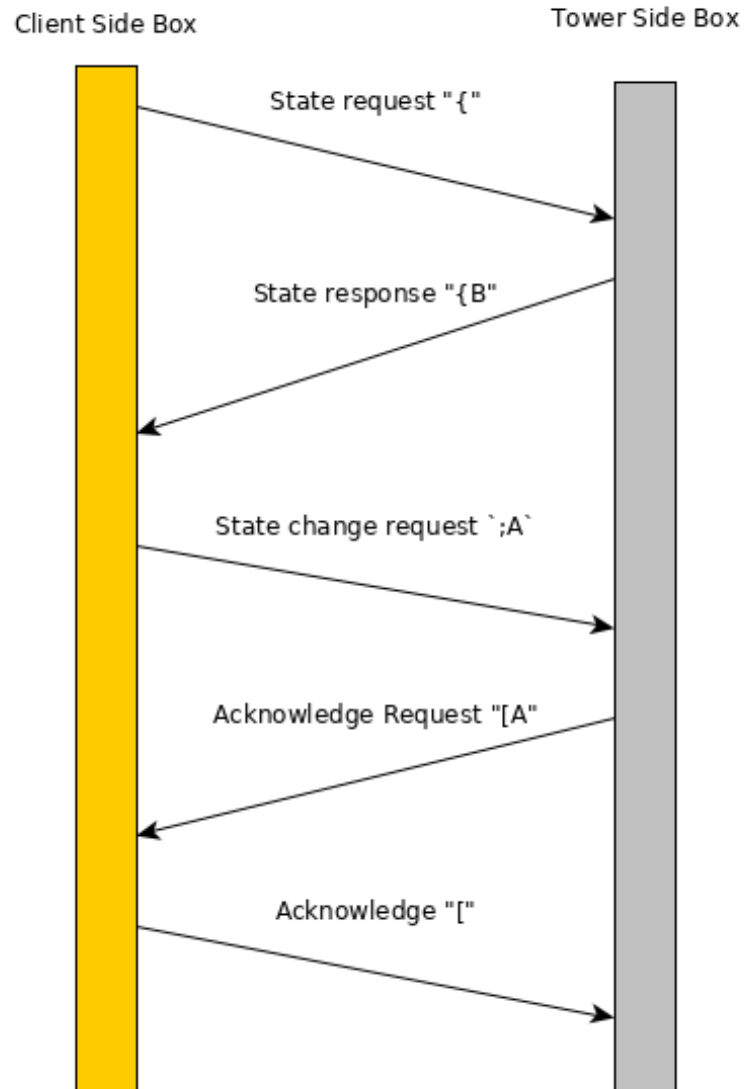 Client Side Box
Tower Side Box
State request "{"
State response "{B"
State change request `;A`
Acknowledge Request "[A"
Acknowledge "["